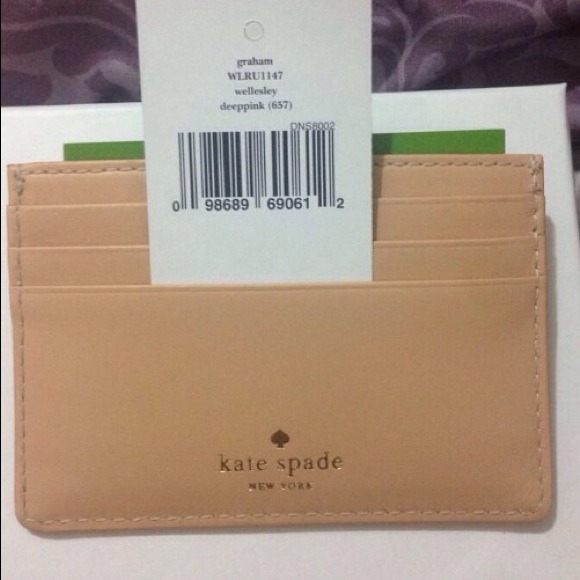 graham
WLRU1147
wellesley
deeppink (657)
DNS8002
0 98689 69061 2
kate spade
NEW YORK